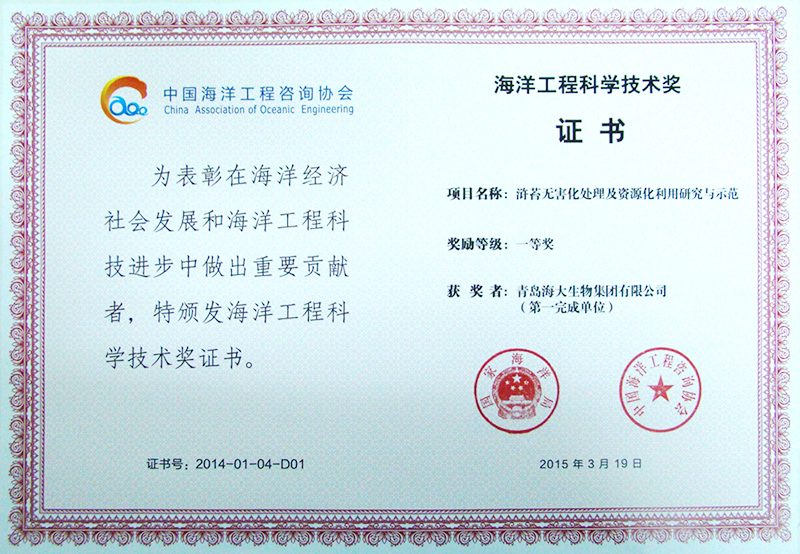 中国海洋工程咨询协会
China Association of Oceanic Engineering
为表彰在海洋经济
社会发展和海洋工程科
技进步中做出重要贡献
者，特颁发海洋工程科
学技术奖证书。
证书号：2014-01-04-D01
海洋工程科学技术奖
证书
项目名称：浒苔无害化处理及资源化利用研究与示范
奖励等级：一等奖
获 奖 者：青岛海大生物集团有限公司
（第一完成单位）
国家海洋局
中国海洋工程咨询协会
2015 年 3 月 19 日